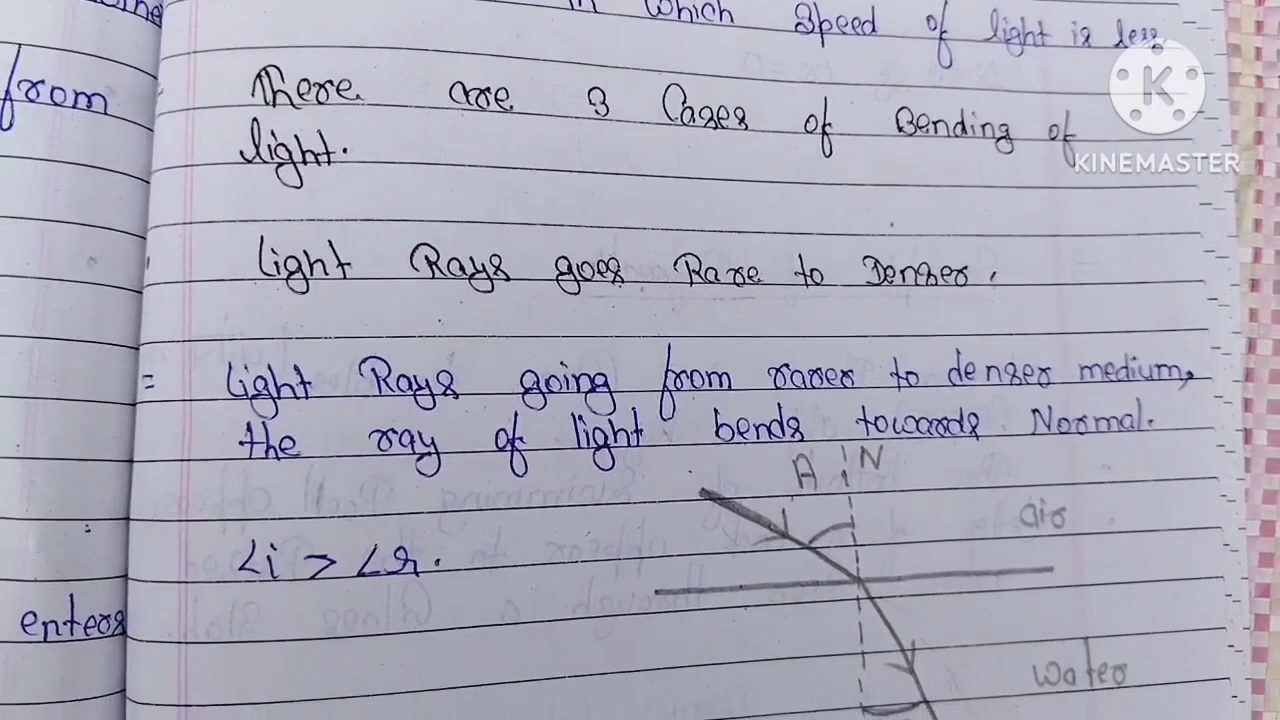 in which speed of light is less
from
There are 3 Cases of Bending of
light.
light Rays goes Rare to Denser.
= light Rays going from rarer to denser medium,
the ray of light bends towards Normal.
A N
air
∠i > ∠r.
enters
water
K
KINEMASTER